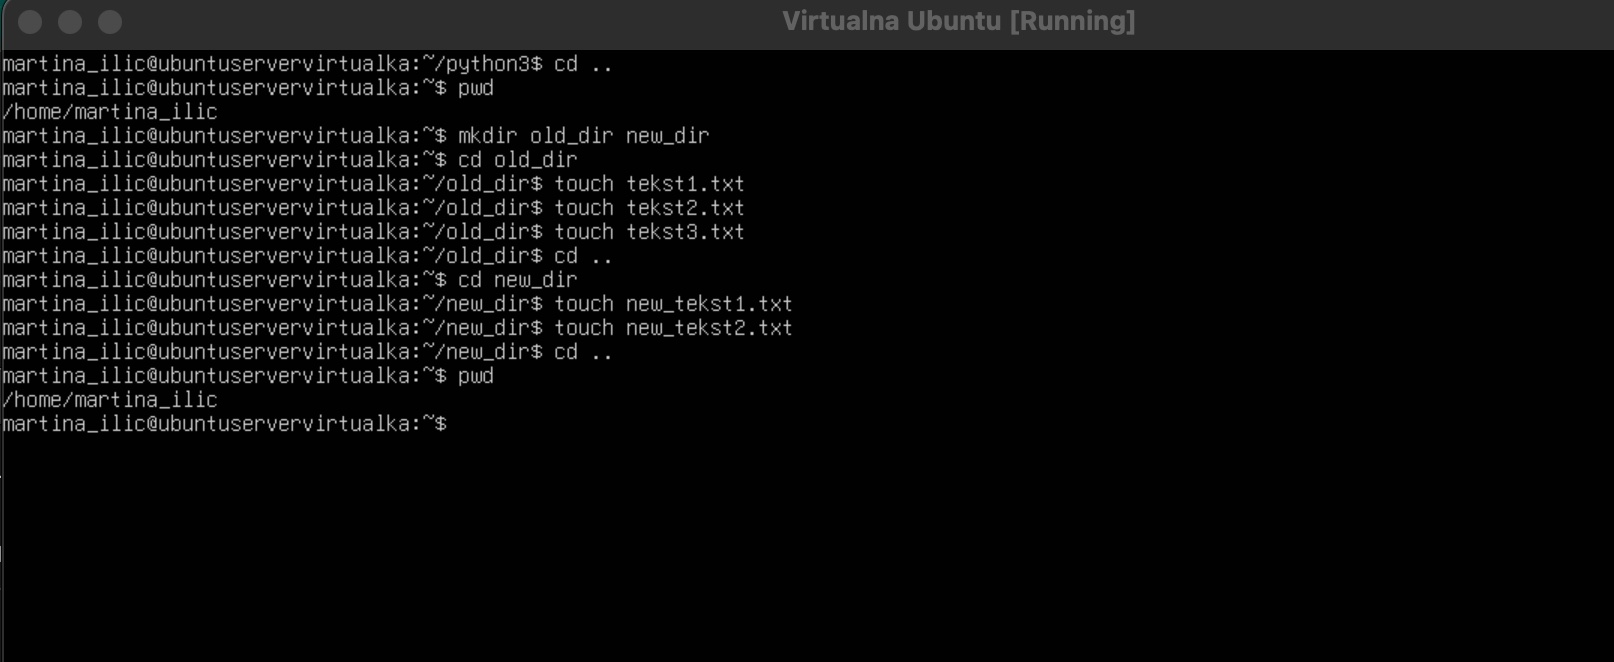 Virtualna Ubuntu [Running]
martina_ilic@ubuntuservervirtualka:~/python3$ cd ..
martina_ilic@ubuntuservervirtualka:~$ pwd
/home/martina_ilic
martina_ilic@ubuntuservervirtualka:~$ mkdir old_dir new_dir
martina_ilic@ubuntuservervirtualka:~$ cd old_dir
martina_ilic@ubuntuservervirtualka:~/old_dir$ touch tekst1.txt
martina_ilic@ubuntuservervirtualka:~/old_dir$ touch tekst2.txt
martina_ilic@ubuntuservervirtualka:~/old_dir$ touch tekst3.txt
martina_ilic@ubuntuservervirtualka:~/old_dir$ cd ..
martina_ilic@ubuntuservervirtualka:~$ cd new_dir
martina_ilic@ubuntuservervirtualka:~/new_dir$ touch new_tekst1.txt
martina_ilic@ubuntuservervirtualka:~/new_dir$ touch new_tekst2.txt
martina_ilic@ubuntuservervirtualka:~/new_dir$ cd ..
martina_ilic@ubuntuservervirtualka:~$ pwd
/home/martina_ilic
martina_ilic@ubuntuservervirtualka:~$